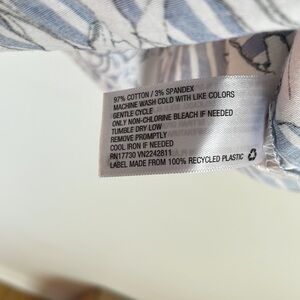 97% COTTON / 3% SPANDEX
MACHINE WASH COLD WITH LIKE COLORS
GENTLE CYCLE
ONLY NON-CHLORINE BLEACH IF NEEDED
TUMBLE DRY LOW
REMOVE PROMPTLY
COOL IRON IF NEEDED
RN17730 VN2242811
LABEL MADE FROM 100% RECYCLED PLASTIC